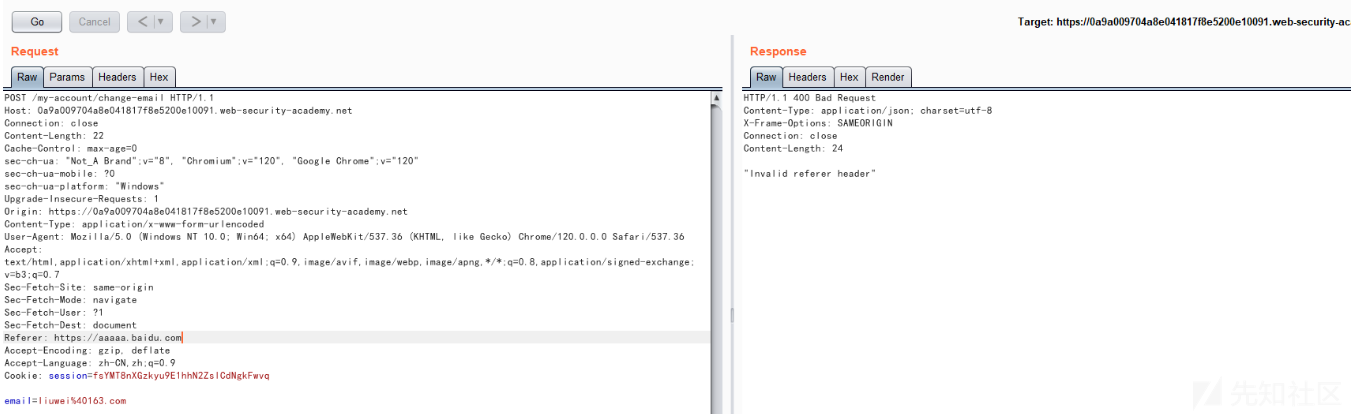 Go Cancel < > Target: https://0a9a009704a8e041817f8e5200e10091.web-security-aca
Request
Raw Params Headers Hex
POST /my-account/change-email HTTP/1.1
Host: 0a9a009704a8e041817f8e5200e10091.web-security-academy.net
Connection: close
Content-Length: 22
Cache-Control: max-age=0
sec-ch-ua: "Not_A Brand";v="8", "Chromium";v="120", "Google Chrome";v="120"
sec-ch-ua-mobile: ?0
sec-ch-ua-platform: "Windows"
Upgrade-Insecure-Requests: 1
Origin: https://0a9a009704a8e041817f8e5200e10091.web-security-academy.net
Content-Type: application/x-www-form-urlencoded
User-Agent: Mozilla/5.0 (Windows NT 10.0; Win64; x64) AppleWebKit/537.36 (KHTML, like Gecko) Chrome/120.0.0.0 Safari/537.36
Accept:
text/html,application/xhtml+xml,application/xml;q=0.9,image/avif,image/webp,image/apng,*/*;q=0.8,application/signed-exchange;
v=b3;q=0.7
Sec-Fetch-Site: same-origin
Sec-Fetch-Mode: navigate
Sec-Fetch-User: ?1
Sec-Fetch-Dest: document
Referer: https://aaaaa.baidu.com
Accept-Encoding: gzip, deflate
Accept-Language: zh-CN,zh;q=0.9
Cookie: session=fsYMT8nXGzkyu9E1hhN2ZslCdNgkFwvq
email=liuwei%40163.com
Response
Raw Headers Hex Render
HTTP/1.1 400 Bad Request
Content-Type: application/json; charset=utf-8
X-Frame-Options: SAMEORIGIN
Connection: close
Content-Length: 24
"Invalid referer header"
先知社区